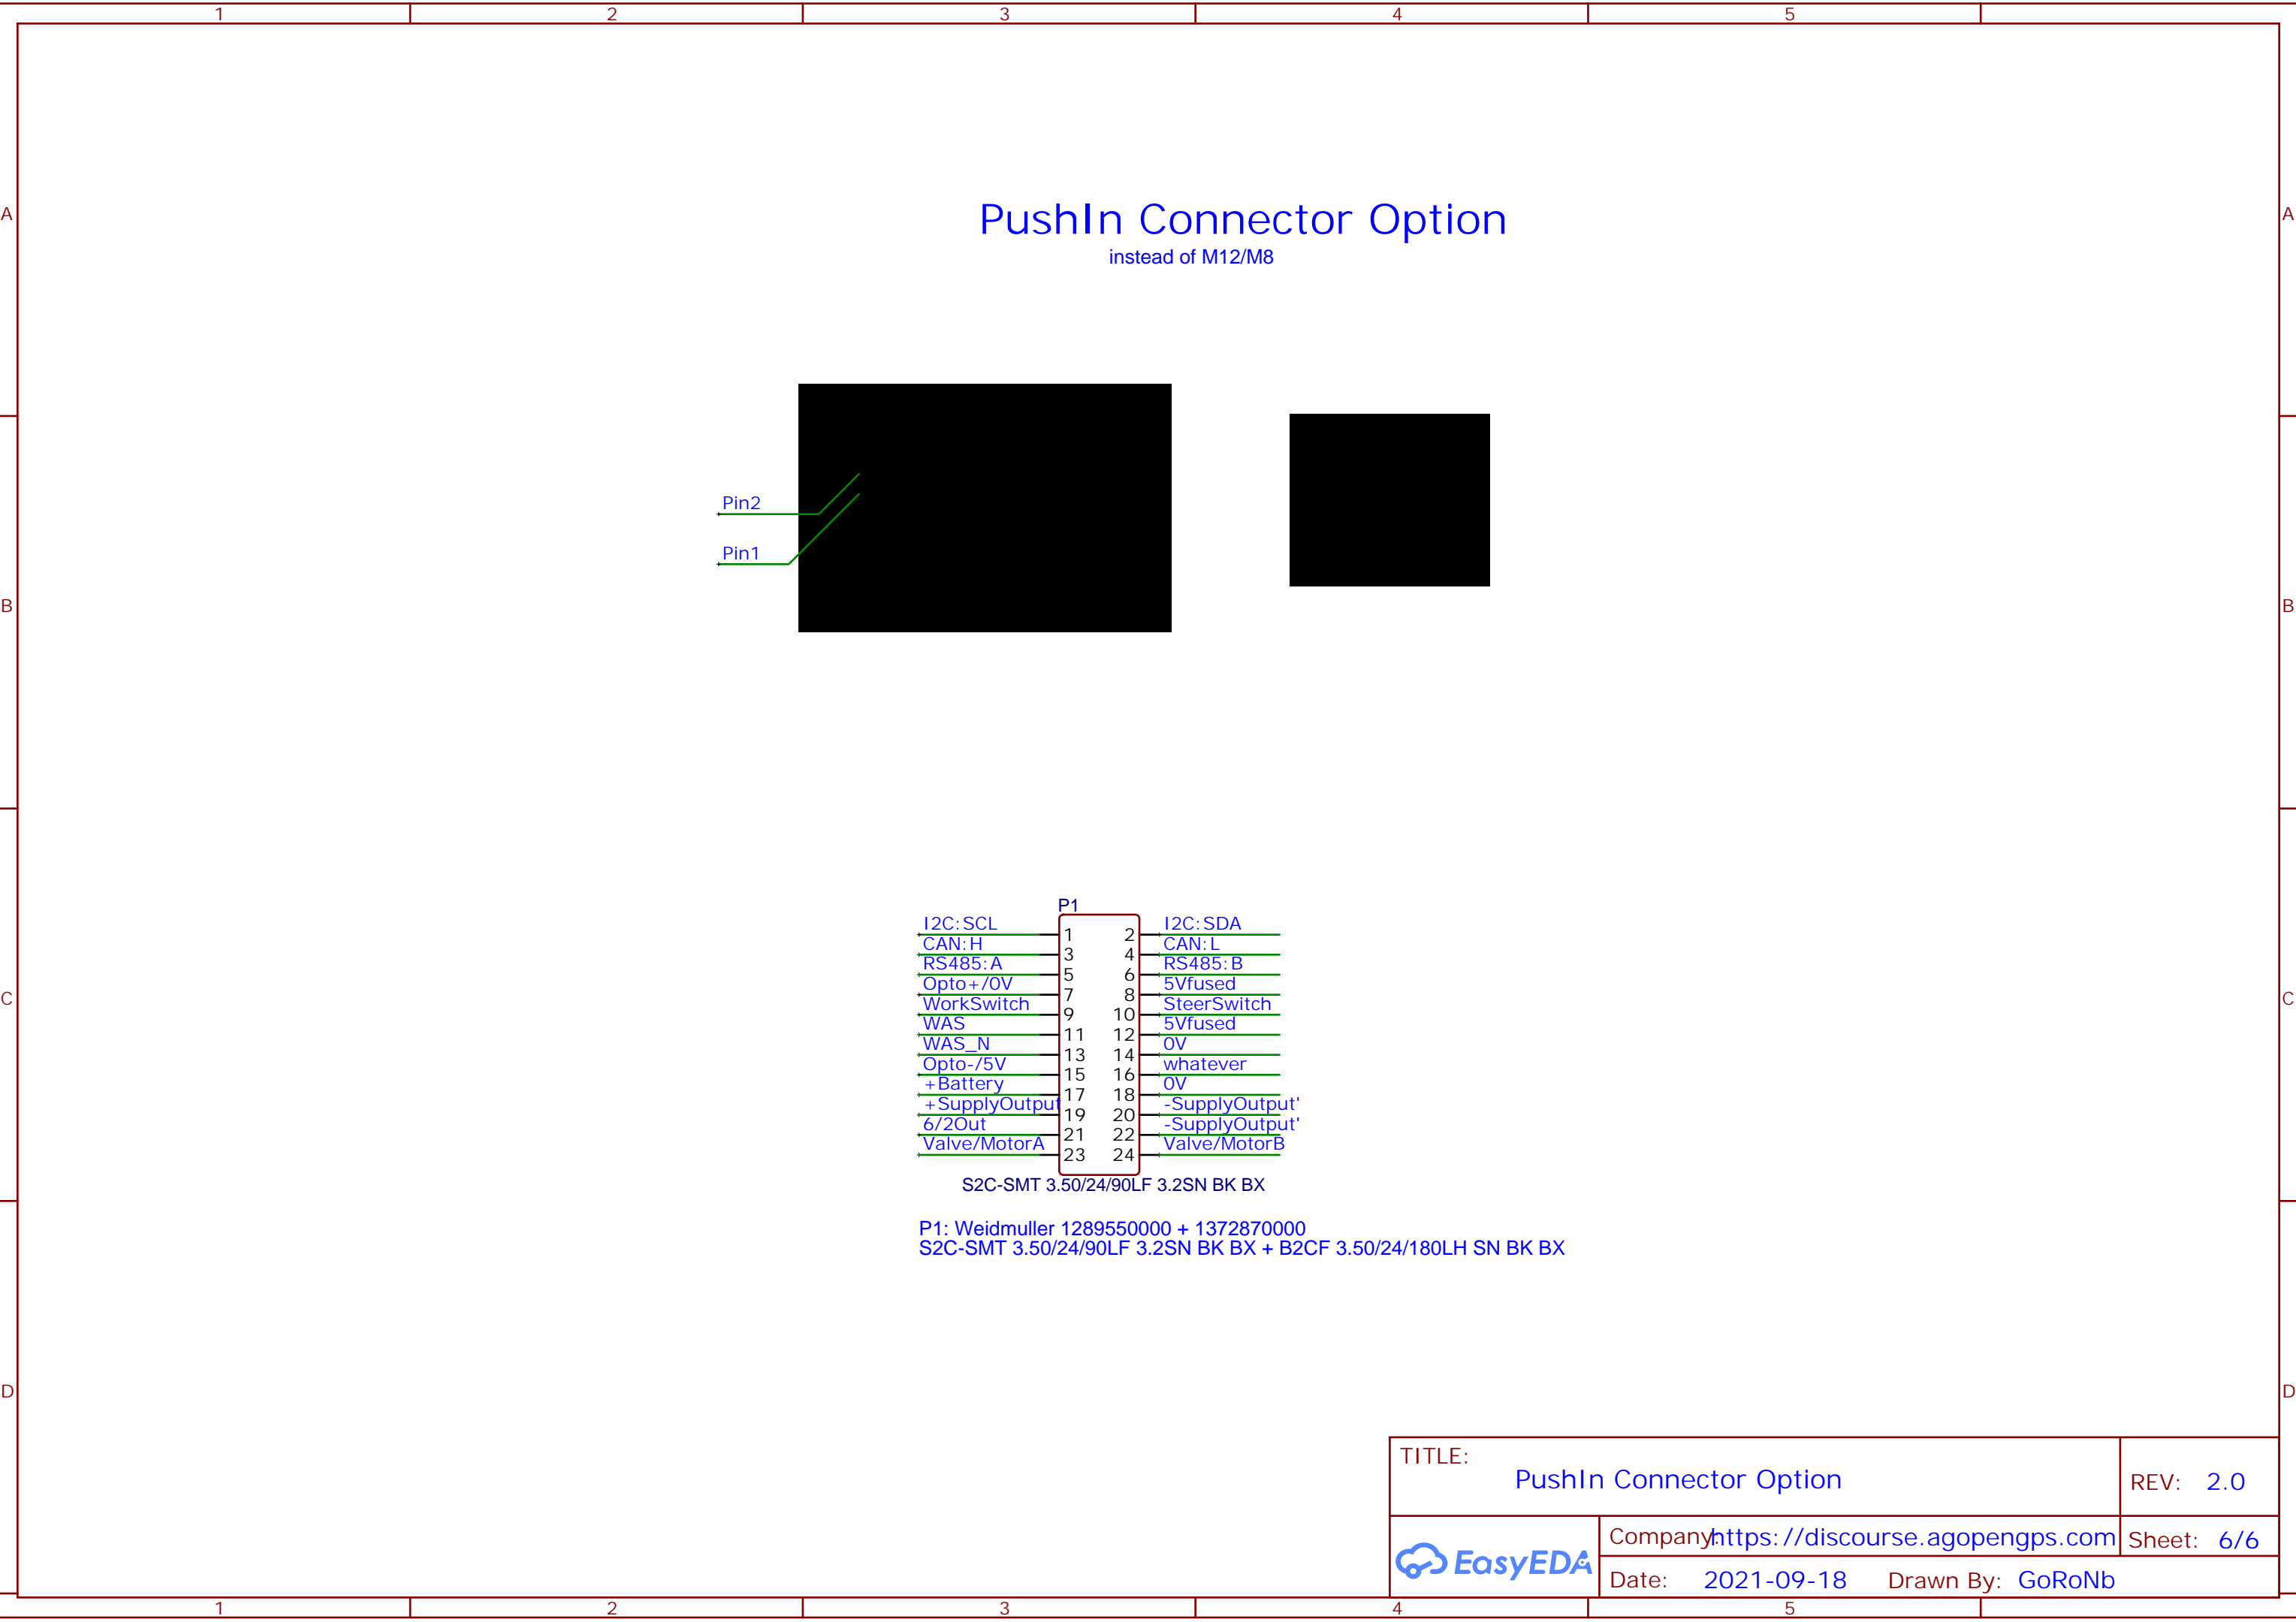 1 2 3 4 5
A A
PushIn Connector Option
instead of M12/M8
Pin2
Pin1
B B
P1
I2C:SCL 1 2 I2C:SDA
CAN:H 3 4 CAN:L
RS485:A 5 6 RS485:B
Opto+/0V 7 8 5Vfused
WorkSwitch 9 10 SteerSwitch
WAS 11 12 5Vfused
WAS_N 13 14 0V
Opto-/5V 15 16 whatever
+Battery 17 18 0V
+SupplyOutput 19 20 -SupplyOutput'
6/2Out 21 22 -SupplyOutput'
Valve/MotorA 23 24 Valve/MotorB
C C
S2C-SMT 3.50/24/90LF 3.2SN BK BX
P1: Weidmuller 1289550000 + 1372870000
S2C-SMT 3.50/24/90LF 3.2SN BK BX + B2CF 3.50/24/180LH SN BK BX
D D
TITLE:
PushIn Connector Option
REV: 2.0
EasyEDA
Company: https://discourse.agopengps.com
Sheet: 6/6
Date: 2021-09-18 Drawn By: GoRoNb
1 2 3 4 5